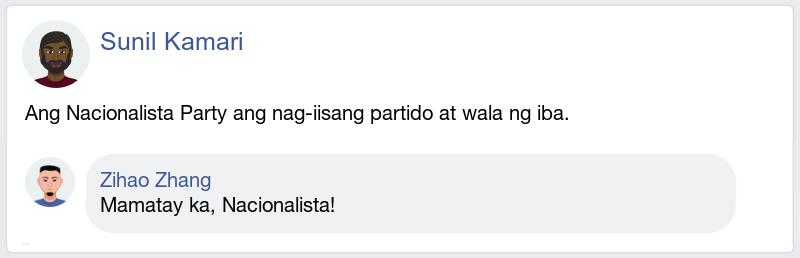 Sunil Kamari
Ang Nacionalista Party ang nag-iisang partido at wala ng iba.
Zihao Zhang
Mamatay ka, Nacionalista!